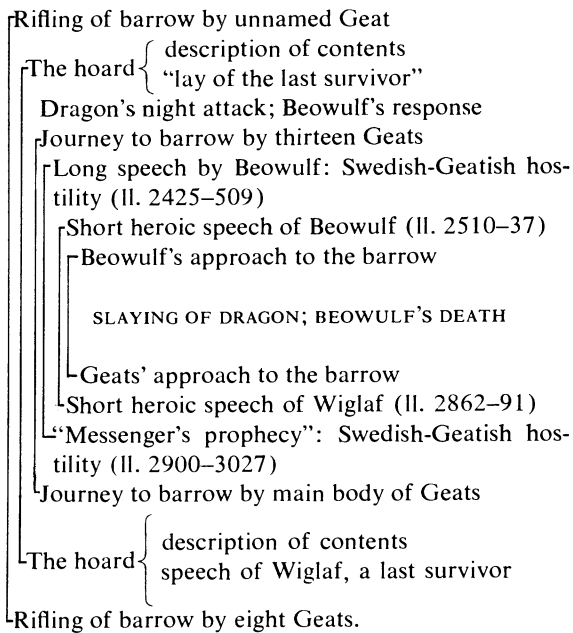 Rifling of barrow by unnamed Geat
The hoard
description of contents
“lay of the last survivor”
Dragon’s night attack; Beowulf’s response
Journey to barrow by thirteen Geats
Long speech by Beowulf: Swedish-Geatish hos-
tility (ll. 2425–509)
Short heroic speech of Beowulf (ll. 2510–37)
Beowulf’s approach to the barrow
SLAYING OF DRAGON; BEOWULF’S DEATH
Geats’ approach to the barrow
Short heroic speech of Wiglaf (ll. 2862–91)
“Messenger’s prophecy”: Swedish-Geatish hos-
tility (ll. 2900–3027)
Journey to barrow by main body of Geats
The hoard
description of contents
speech of Wiglaf, a last survivor
Rifling of barrow by eight Geats.